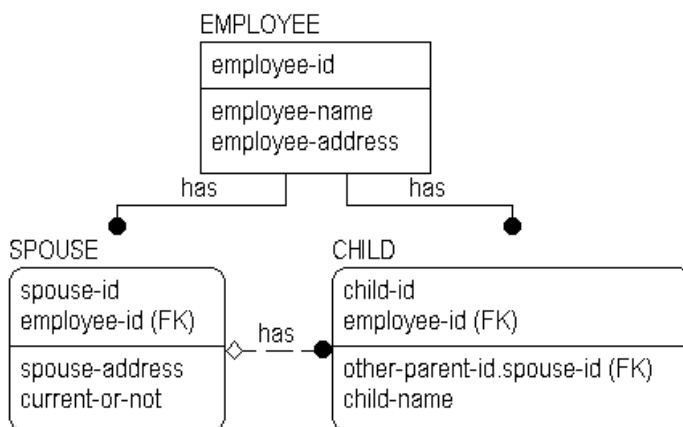 EMPLOYEE
employee-id
employee-name
employee-address
has
has
SPOUSE
spouse-id
employee-id (FK)
spouse-address
current-or-not
has
CHILD
child-id
employee-id (FK)
other-parent-id.spouse-id (FK)
child-name